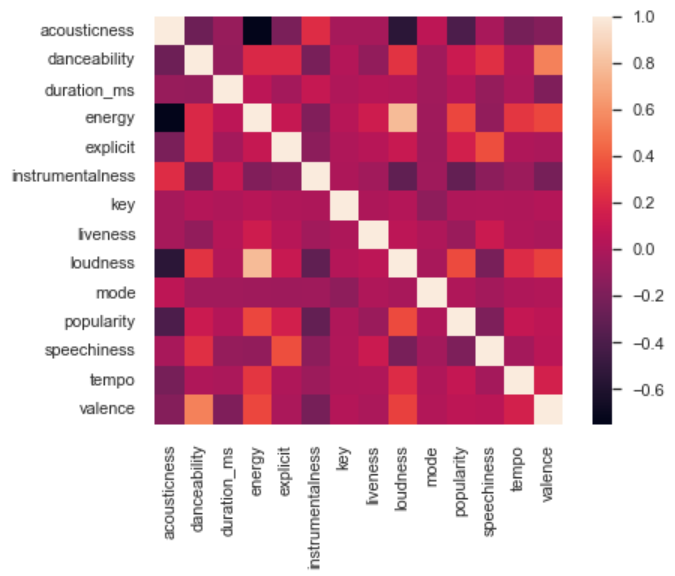 acousticness
danceability
duration_ms
energy
explicit
instrumentalness
key
liveness
loudness
mode
popularity
speechiness
tempo
valence
acousticness
danceability
duration_ms
energy
explicit
instrumentalness
key
liveness
loudness
mode
popularity
speechiness
tempo
valence
1.0
0.8
0.6
0.4
0.2
0.0
−0.2
−0.4
−0.6